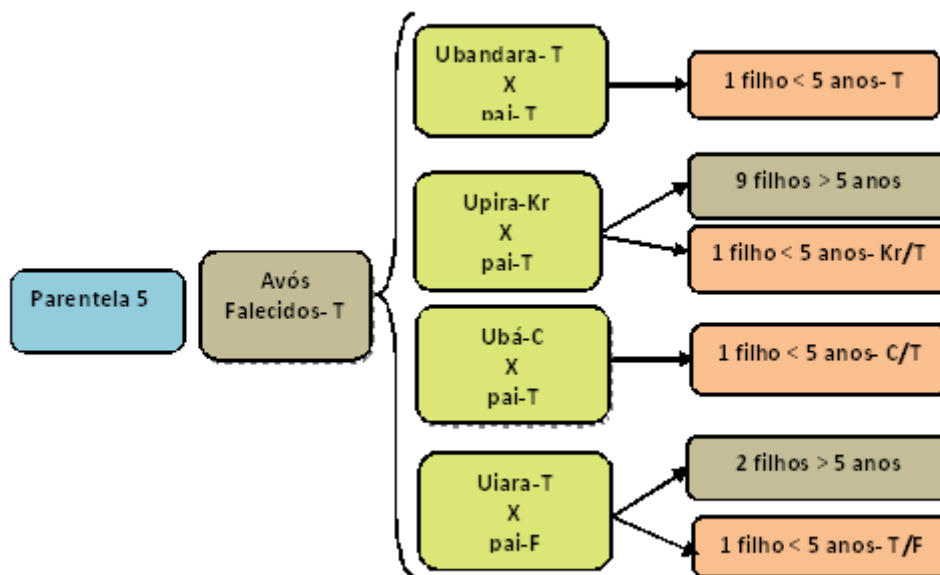 Parentela 5
Avós
Falecidos- T
Ubandara- T
X
pai- T
1 filho < 5 anos- T
Upira-Kr
X
pai-T
9 filhos > 5 anos
1 filho < 5 anos- Kr/T
Ubá-C
X
pai-T
1 filho < 5 anos- C/T
Uiara-T
X
pai-F
2 filhos > 5 anos
1 filho < 5 anos- T/F